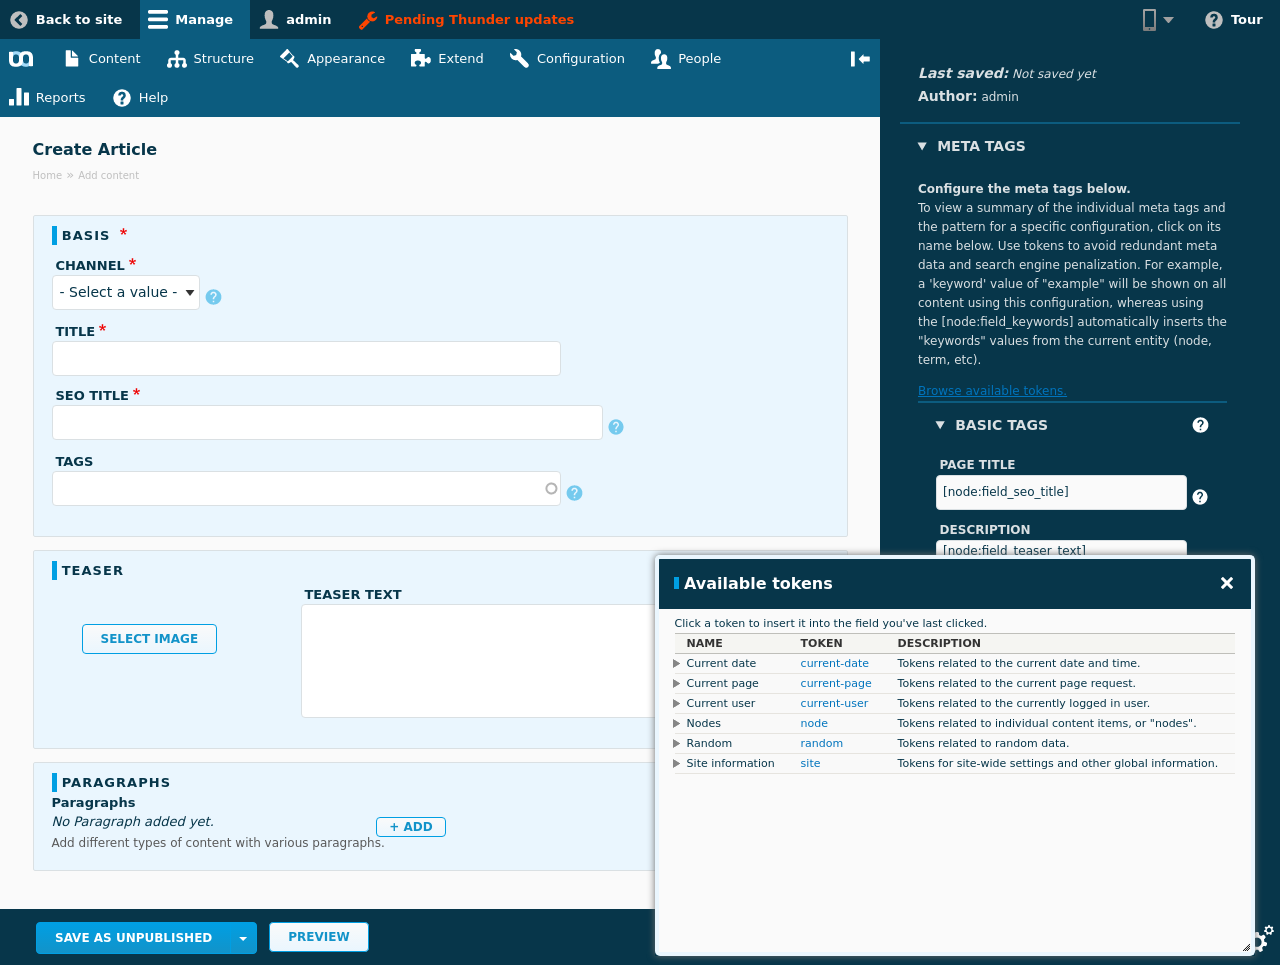 Back to site
Manage
admin
Pending Thunder updates
Tour
Content
Structure
Appearance
Extend
Configuration
People
Reports
Help
Last saved: Not saved yet
Author: admin
META TAGS
Configure the meta tags below.
To view a summary of the individual meta tags and
the pattern for a specific configuration, click on its
name below. Use tokens to avoid redundant meta
data and search engine penalization. For example,
a 'keyword' value of "example" will be shown on all
content using this configuration, whereas using
the [node:field_keywords] automatically inserts the
"keywords" values from the current entity (node,
term, etc).
Browse available tokens.
BASIC TAGS
PAGE TITLE
[node:field_seo_title]
DESCRIPTION
[node:field_teaser_text]
Create Article
Home » Add content
BASIS *
CHANNEL *
- Select a value -
TITLE *
SEO TITLE *
TAGS
TEASER
SELECT IMAGE
TEASER TEXT
PARAGRAPHS
Paragraphs
No Paragraph added yet.
+ ADD
Add different types of content with various paragraphs.
SAVE AS UNPUBLISHED
PREVIEW
Available tokens
Click a token to insert it into the field you've last clicked.
NAME TOKEN DESCRIPTION
Current date current-date Tokens related to the current date and time.
Current page current-page Tokens related to the current page request.
Current user current-user Tokens related to the currently logged in user.
Nodes node Tokens related to individual content items, or "nodes".
Random random Tokens related to random data.
Site information site Tokens for site-wide settings and other global information.